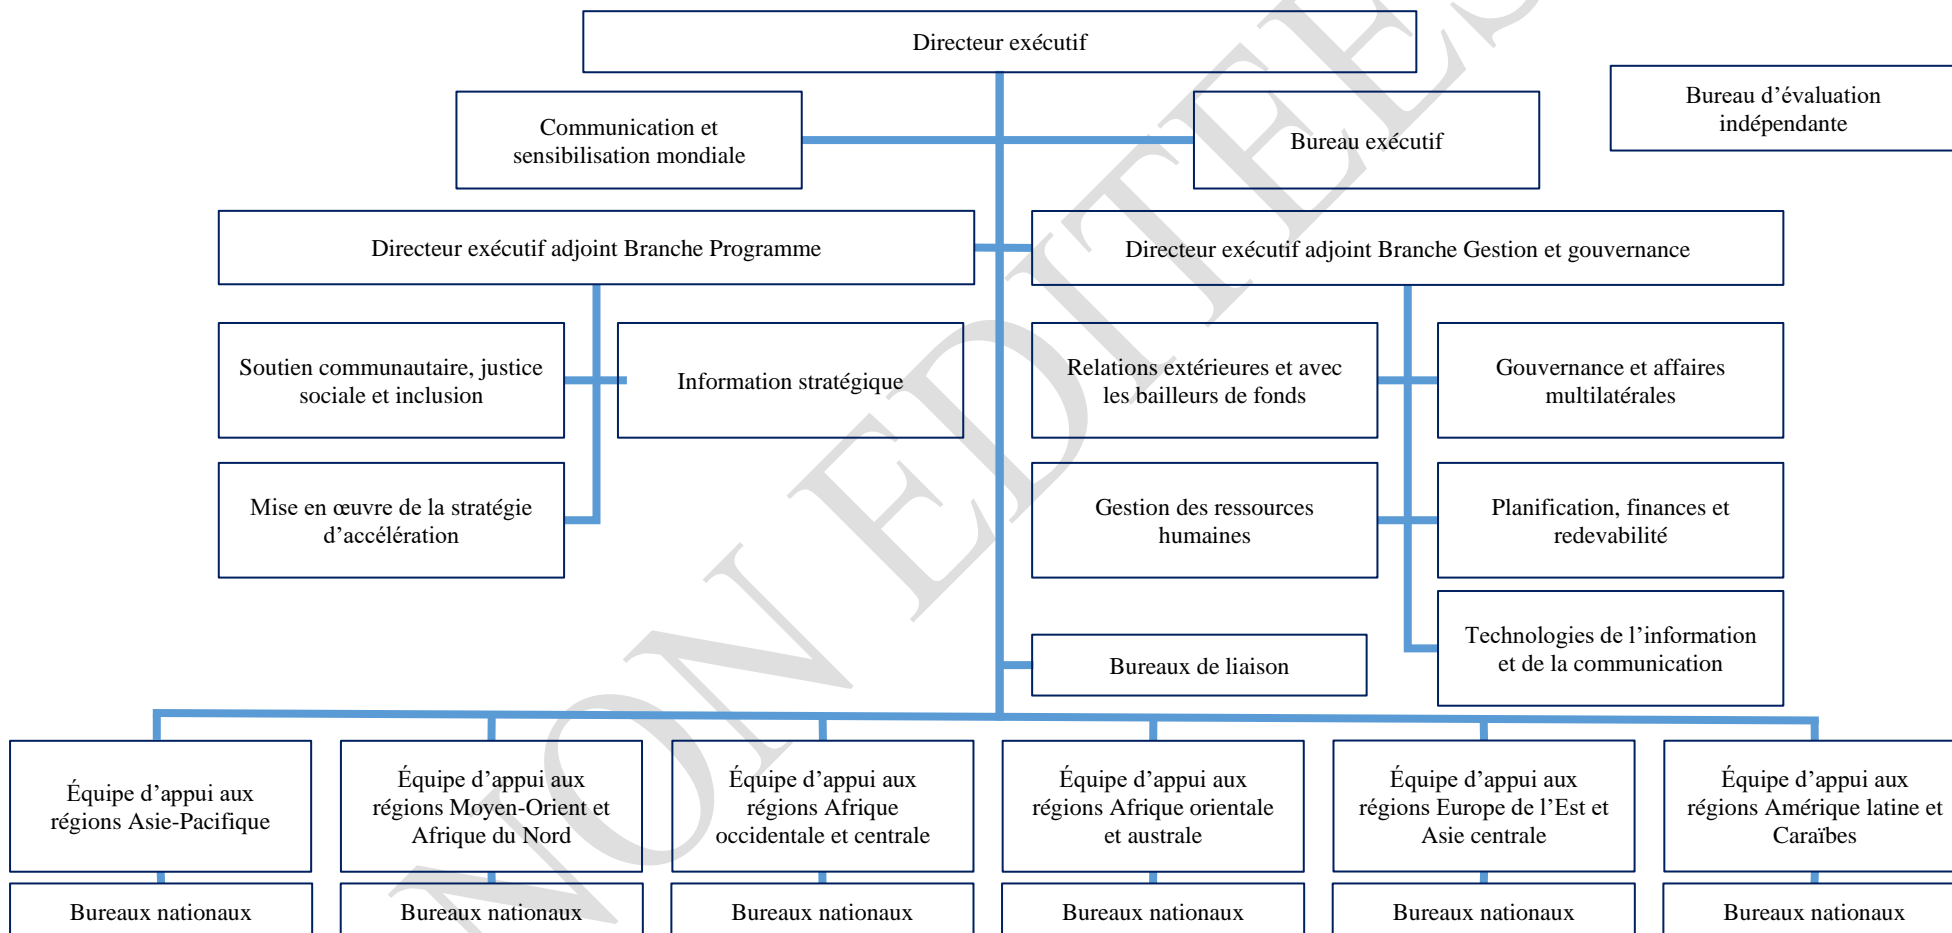 Directeur exécutif
Bureau d’évaluation
indépendante
Communication et
sensibilisation mondiale
Bureau exécutif
Directeur exécutif adjoint Branche Programme
Directeur exécutif adjoint Branche Gestion et gouvernance
Soutien communautaire, justice
sociale et inclusion
Information stratégique
Relations extérieures et avec
les bailleurs de fonds
Gouvernance et affaires
multilatérales
Mise en œuvre de la stratégie
d’accélération
Gestion des ressources
humaines
Planification, finances et
redevabilité
Technologies de l’information
et de la communication
Bureaux de liaison
Équipe d’appui aux
régions Asie-Pacifique
Équipe d’appui aux
régions Moyen-Orient et
Afrique du Nord
Équipe d’appui aux
régions Afrique
occidentale et centrale
Équipe d’appui aux
régions Afrique orientale
et australe
Équipe d’appui aux
régions Europe de l’Est et
Asie centrale
Équipe d’appui aux
régions Amérique latine et
Caraïbes
Bureaux nationaux
Bureaux nationaux
Bureaux nationaux
Bureaux nationaux
Bureaux nationaux
Bureaux nationaux
NON EDITEES